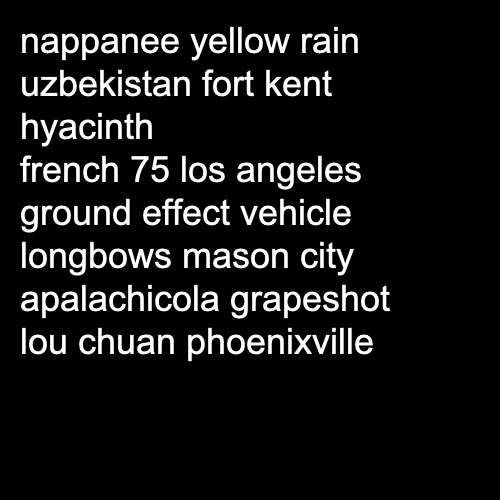 nappanee yellow rain
uzbekistan fort kent
hyacinth
french 75 los angeles
ground effect vehicle
longbows mason city
apalachicola grapeshot
lou chuan phoenixville